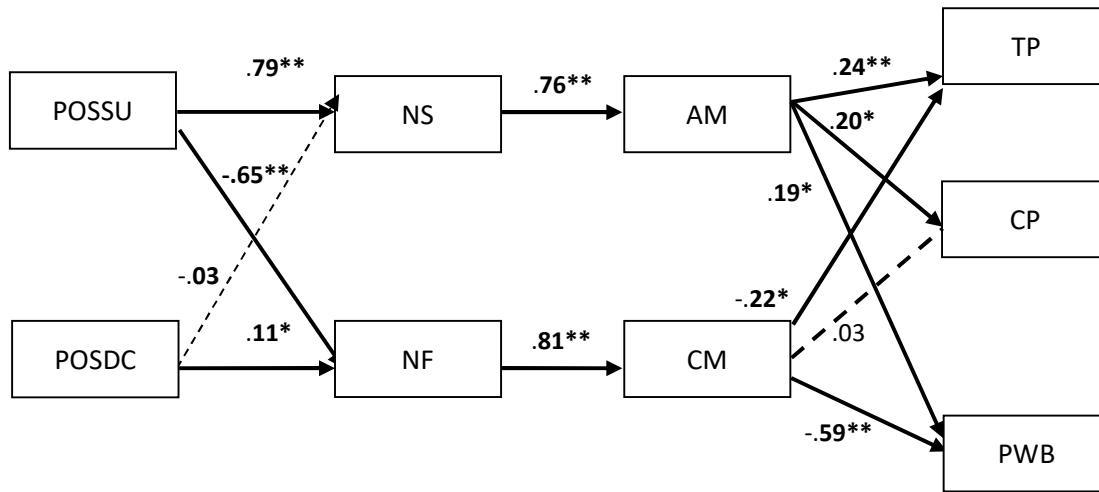 TP
.79**
.76**
.24**
POSSU
NS
AM
.20*
-.65**
.19*
CP
-.03
-.22*
.11*
.81**
.03
POSDC
NF
CM
-.59**
PWB